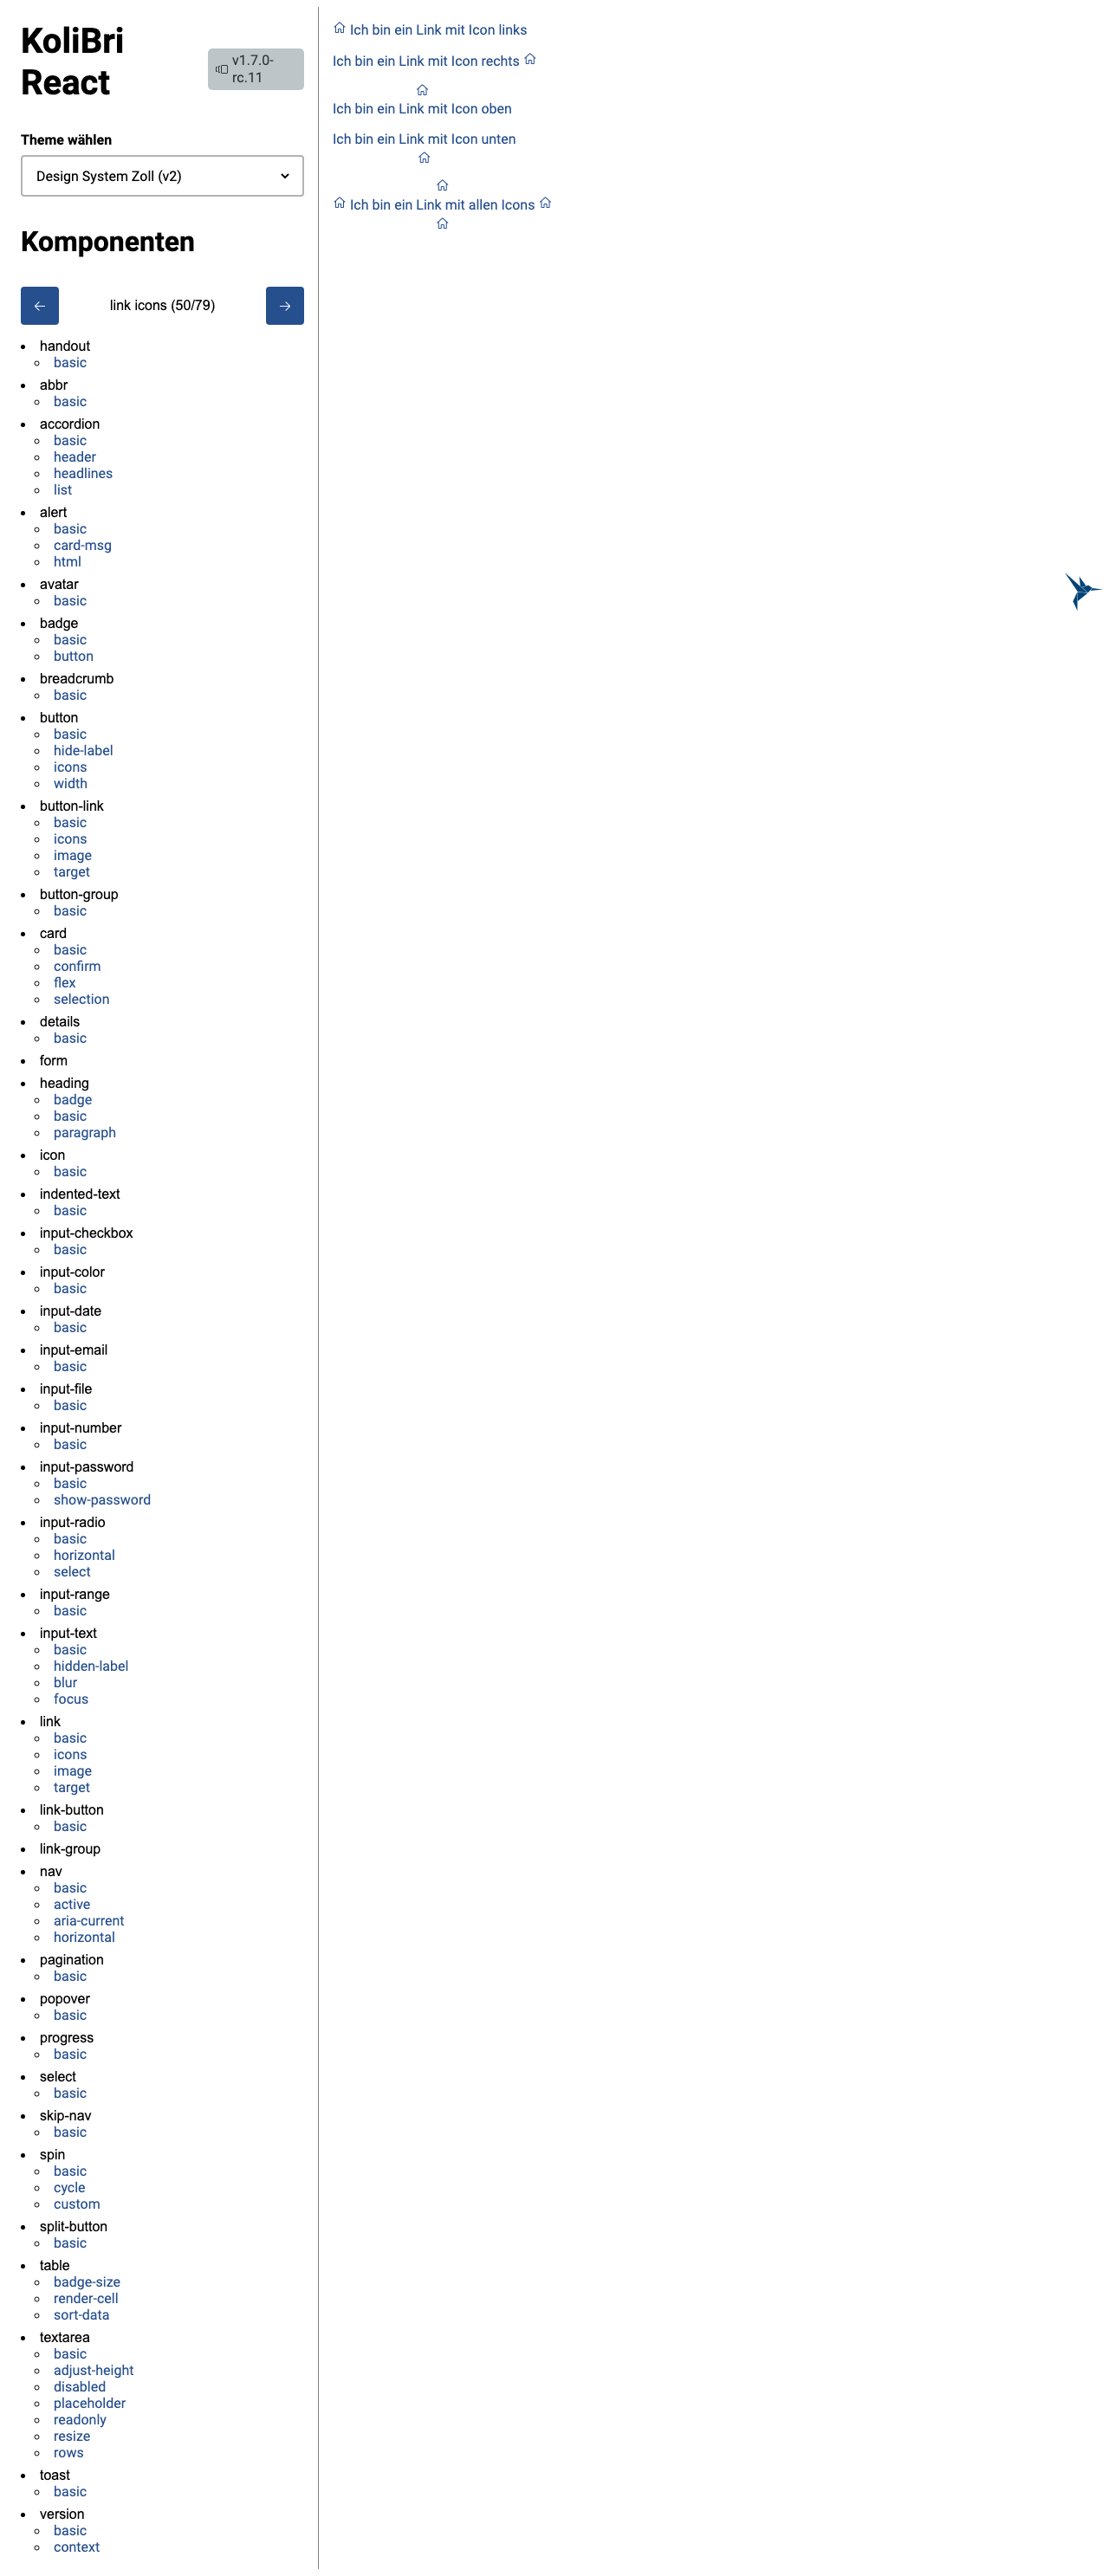 KoliBri
React
v1.7.0-
rc.11
Theme wählen
Design System Zoll (v2)
Komponenten
link icons (50/79)
handout
basic
abbr
basic
accordion
basic
header
headlines
list
alert
basic
card-msg
html
avatar
basic
badge
basic
button
breadcrumb
basic
button
basic
hide-label
icons
width
button-link
basic
icons
image
target
button-group
basic
card
basic
confirm
flex
selection
details
basic
form
heading
badge
basic
paragraph
icon
basic
indented-text
basic
input-checkbox
basic
input-color
basic
input-date
basic
input-email
basic
input-file
basic
input-number
basic
input-password
basic
show-password
input-radio
basic
horizontal
select
input-range
basic
input-text
basic
hidden-label
blur
focus
link
basic
icons
image
target
link-button
basic
link-group
nav
basic
active
aria-current
horizontal
pagination
basic
popover
basic
progress
basic
select
basic
skip-nav
basic
spin
basic
cycle
custom
split-button
basic
table
badge-size
render-cell
sort-data
textarea
basic
adjust-height
disabled
placeholder
readonly
resize
rows
toast
basic
version
basic
context
Ich bin ein Link mit Icon links
Ich bin ein Link mit Icon rechts
Ich bin ein Link mit Icon oben
Ich bin ein Link mit Icon unten
Ich bin ein Link mit allen Icons